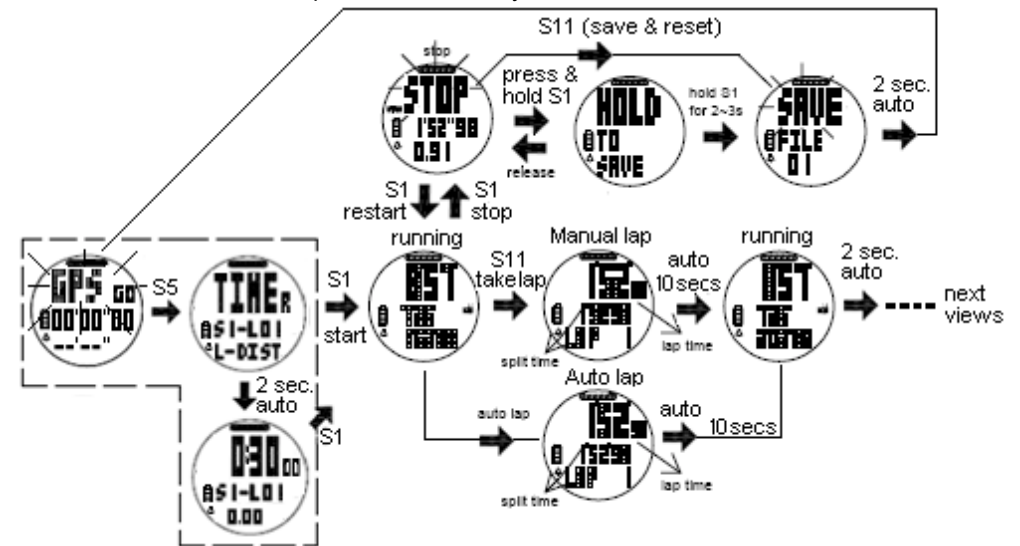 S11 (save & reset)
stop
STOP
1'52"98
0.91
press &
hold S1
release
HOLD
TO
SAVE
hold S1
for 2~3s
SAVE
FILE
01
2 sec.
auto
S1
restart
S1
stop
GPS GO
S5
TIMER
S1-L01
L-DIST
2 sec.
auto
0:30 00
S1-L01
0.00
S1
S1
start
running
S11
take lap
Manual lap
LAP 1
split time
lap time
auto
10secs
running
2 sec.
auto
next
views
auto lap
Auto lap
LAP 1
split time
lap time
auto
10secs